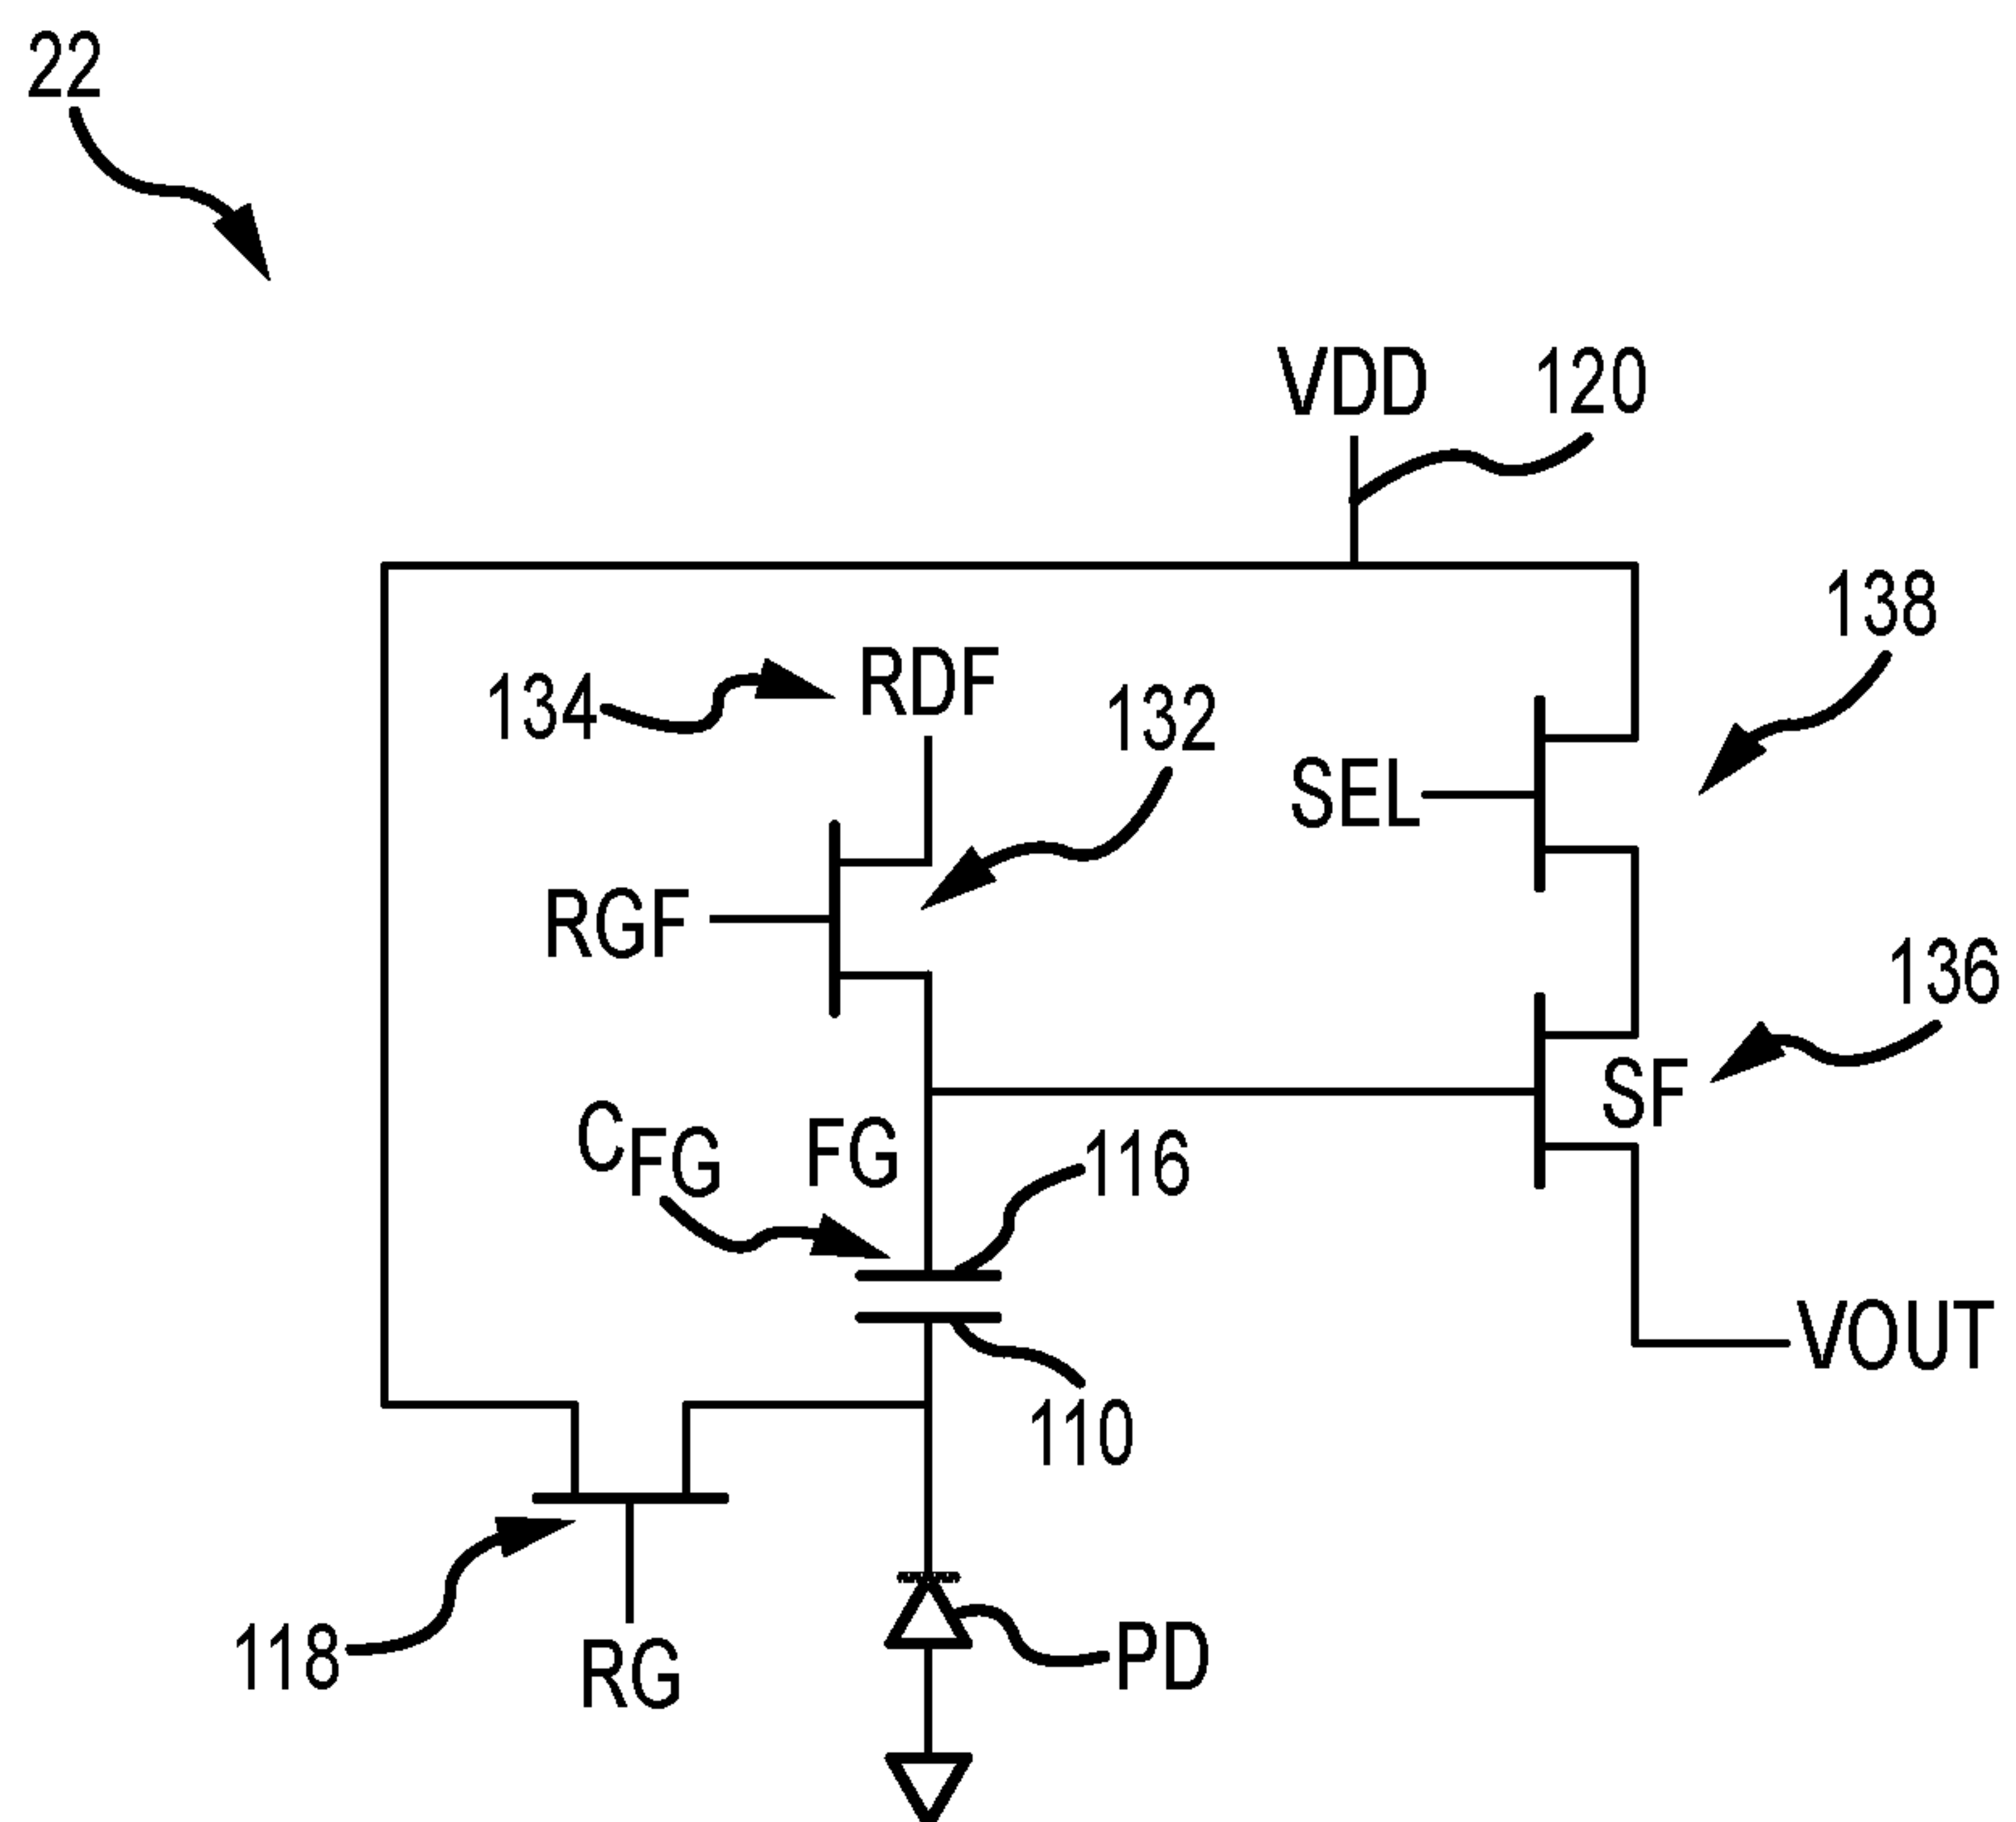 22
VDD 120
138
134 RDF
132
SEL
RGF
136
SF
CFG FG
116
VOUT
110
118
RG
PD